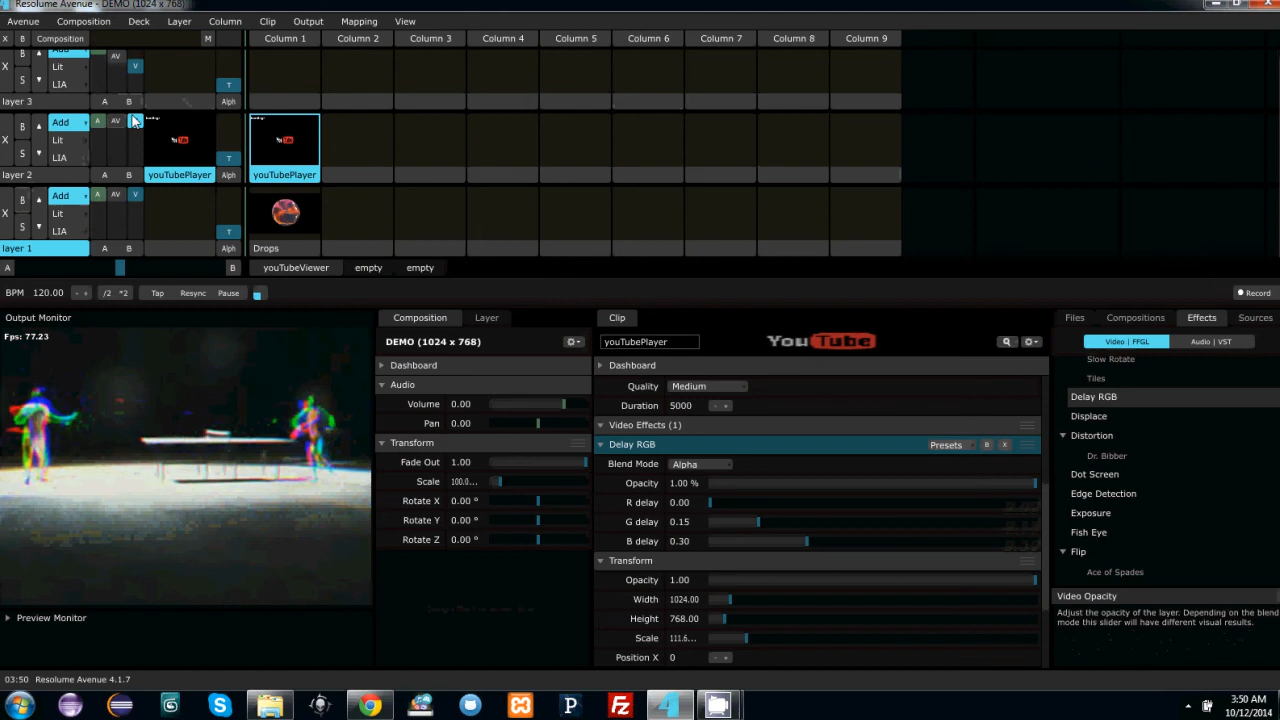 Resolume Avenue - DEMO (1024 x 768)
Avenue Composition Deck Layer Column Clip Output Mapping View
X B Composition M Column 1 Column 2 Column 3 Column 4 Column 5 Column 6 Column 7 Column 8 Column 9
B AV
X Lit V
S LIA T
layer 3 A B Alph
B Add A AV
X Lit YouTube YouTube
S LIA T
layer 2 A B youTubePlayer Alph youTubePlayer
B Add A AV V
X Lit
S LIA T
layer 1 A B Alph Drops
A B youTubeViewer empty empty
BPM 120.00 - + /2 *2 Tap Resync Pause Record
Output Monitor Composition Layer Clip Files Compositions Effects Sources
Fps: 77.23 DEMO (1024 x 768) youTubePlayer YouTube Video | FFGL Audio | VST
Dashboard Dashboard Slow Rotate
Audio Quality Medium Tiles
Volume 0.00 Duration 5000 - + Delay RGB
Pan 0.00 Video Effects (1) Displace
Transform Delay RGB Presets B X Distortion
Fade Out 1.00 Blend Mode Alpha Dr. Bibber
Scale 100.0... Opacity 1.00 % Dot Screen
Rotate X 0.00 ° R delay 0.00 Edge Detection
Rotate Y 0.00 ° G delay 0.15 Exposure
Rotate Z 0.00 ° B delay 0.30 Fish Eye
Transform Flip
Opacity 1.00 Ace of Spades
Width 1024.00 Video Opacity
Preview Monitor Height 768.00 Adjust the opacity of the layer. Depending on the blend
mode this slider will have different visual results.
Scale 111.6...
Position X 0 - +
03:50 Resolume Avenue 4.1.7
P Fz 3:50 AM
10/12/2014